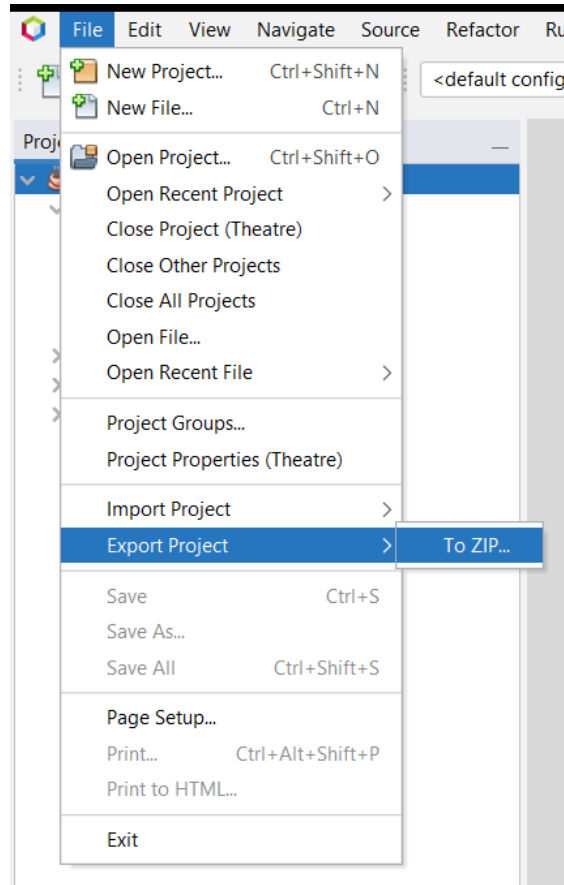 File Edit View Navigate Source Refactor Ru
New Project... Ctrl+Shift+N
<default config
New File... Ctrl+N
Proje
Open Project... Ctrl+Shift+O
Open Recent Project
Close Project (Theatre)
Close Other Projects
Close All Projects
Open File...
Open Recent File
Project Groups...
Project Properties (Theatre)
Import Project
Export Project To ZIP...
Save Ctrl+S
Save As...
Save All Ctrl+Shift+S
Page Setup...
Print... Ctrl+Alt+Shift+P
Print to HTML...
Exit